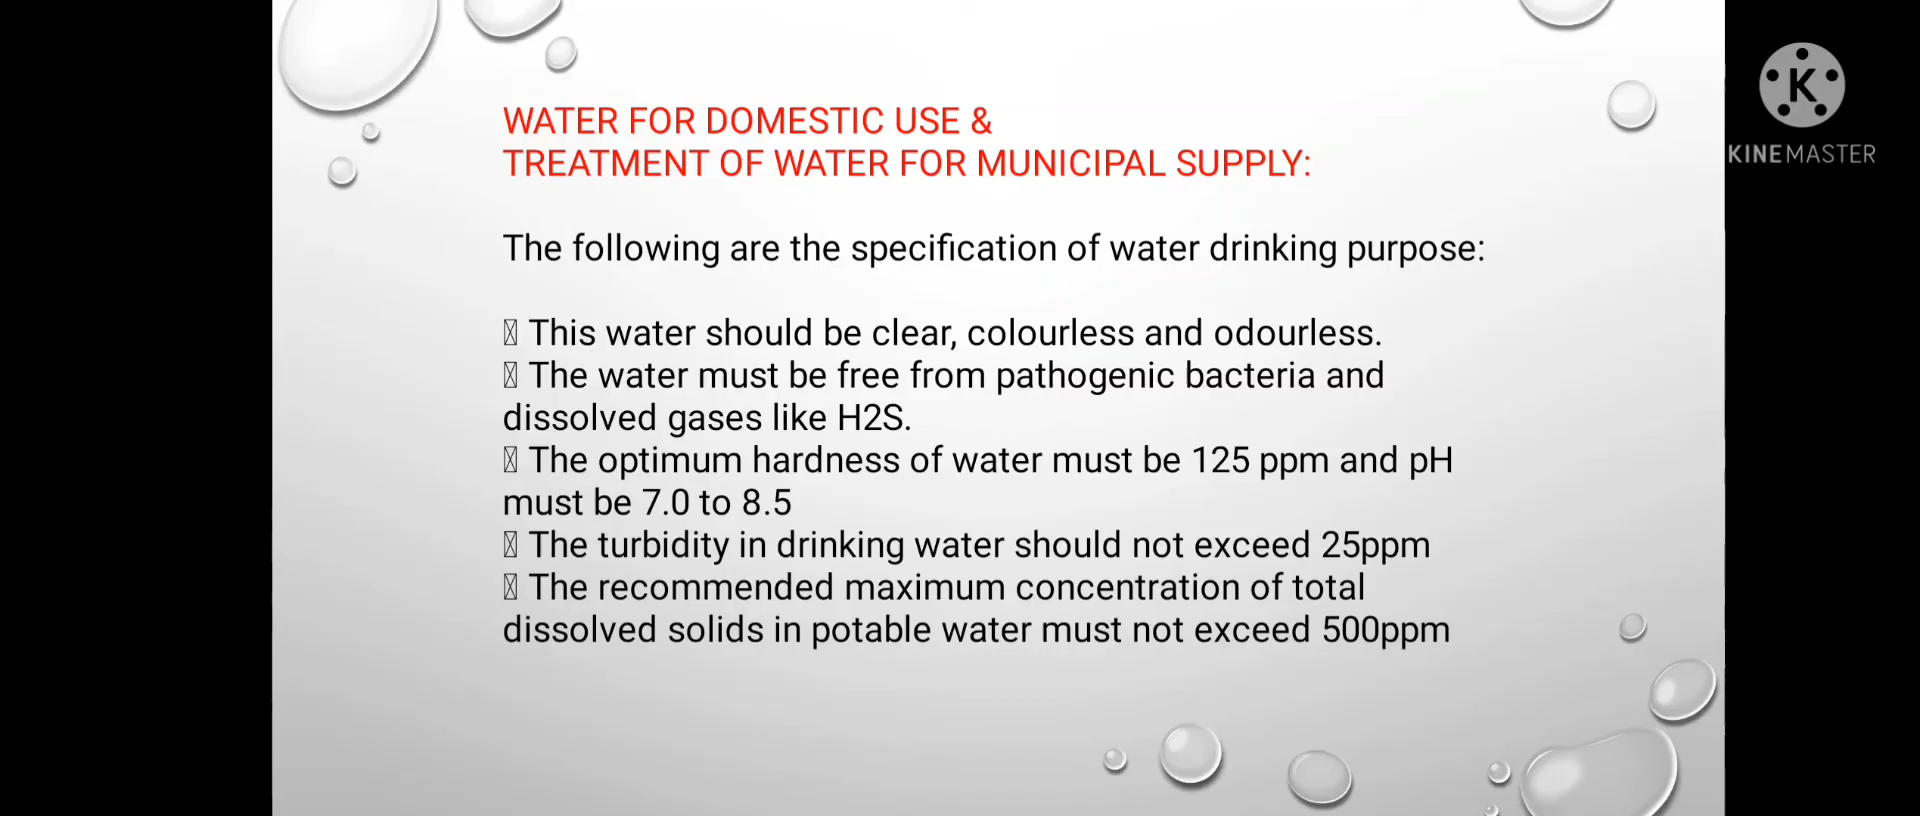 WATER FOR DOMESTIC USE &
TREATMENT OF WATER FOR MUNICIPAL SUPPLY:
The following are the specification of water drinking purpose:
This water should be clear, colourless and odourless.
The water must be free from pathogenic bacteria and
dissolved gases like H2S.
The optimum hardness of water must be 125 ppm and pH
must be 7.0 to 8.5
The turbidity in drinking water should not exceed 25ppm
The recommended maximum concentration of total
dissolved solids in potable water must not exceed 500ppm
K
KINEMASTER